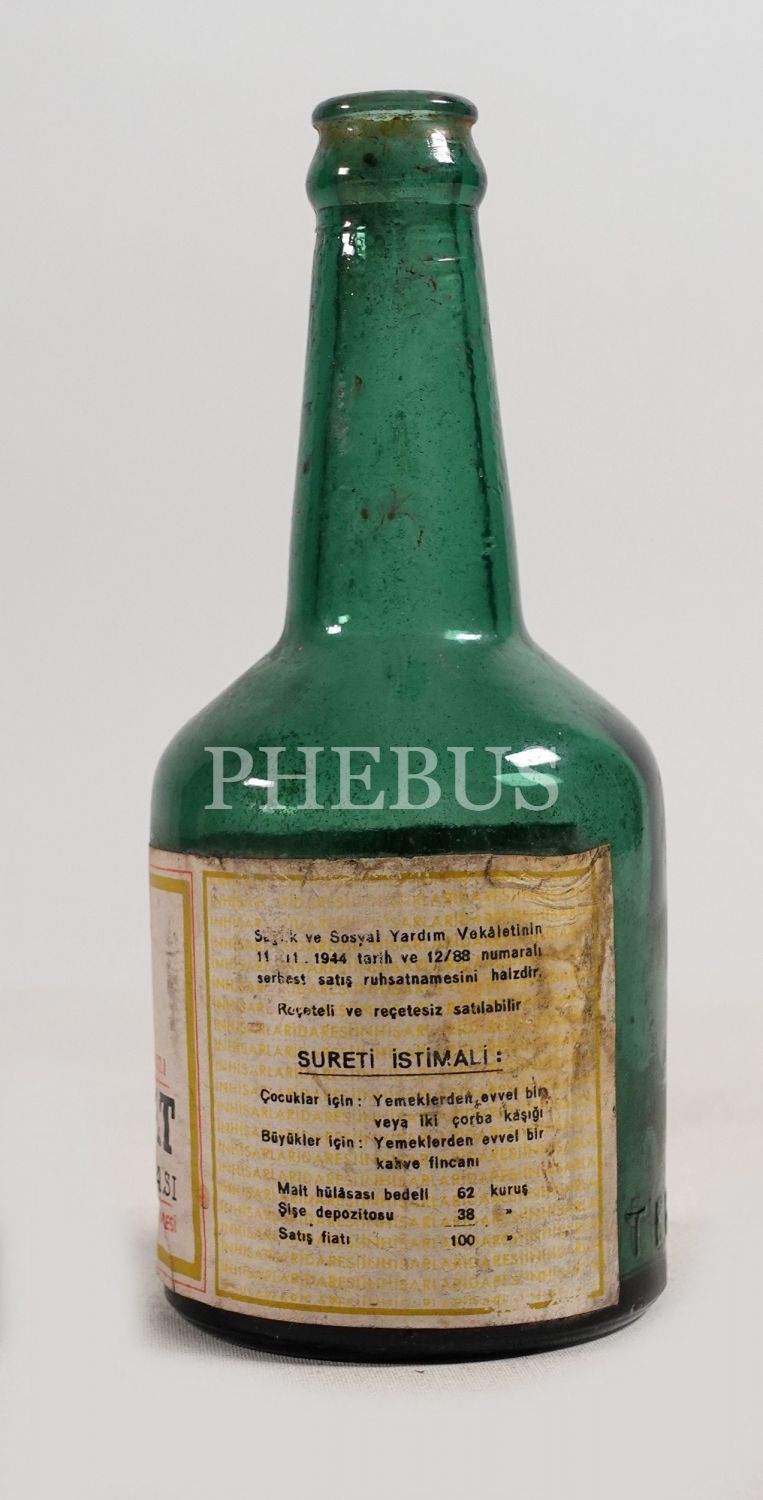 PHEBUS
ve Sosyal Yardım Vekâletinin
1944 tarih ve 12/88 numaralı
serbest satış ruhsatnamesini haizdir.
Reçeteli ve reçetesiz satılabilir
SURETİ İSTİMALİ :
Çocuklar için : Yemeklerden evvel bir
veya iki çorba kaşığı
Büyükler için : Yemeklerden evvel bir
kahve fincanı
Malt hülâsası bedeli 62 kuruş
Şişe depozitosu 38 "
Satış fiatı 100 "